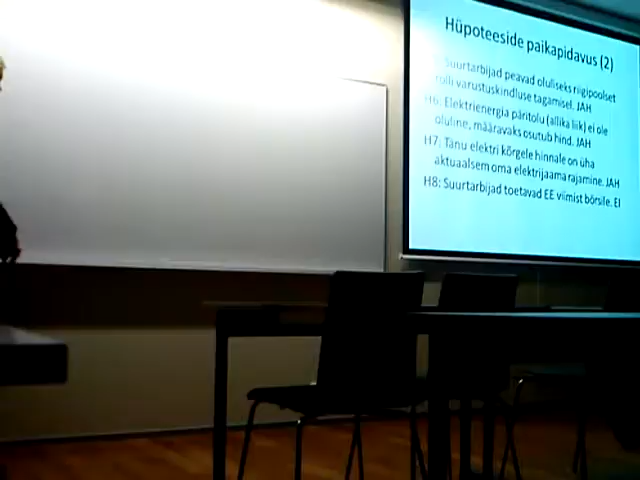 Hüpoteeside paikapidavus (2)
Suurtarbijad peavad oluliseks riigipoolset
rolli varustuskindluse tagamisel. JAH
H6: Elektrienergia päritolu (allika liik) ei ole
oluline, määravaks osutub hind. JAH
H7: Tänu elektri kõrgele hinnale on üha
aktuaalsem oma elektrijaama rajamine. JAH
H8: Suurtarbijad toetavad EE viimist börsile. EI